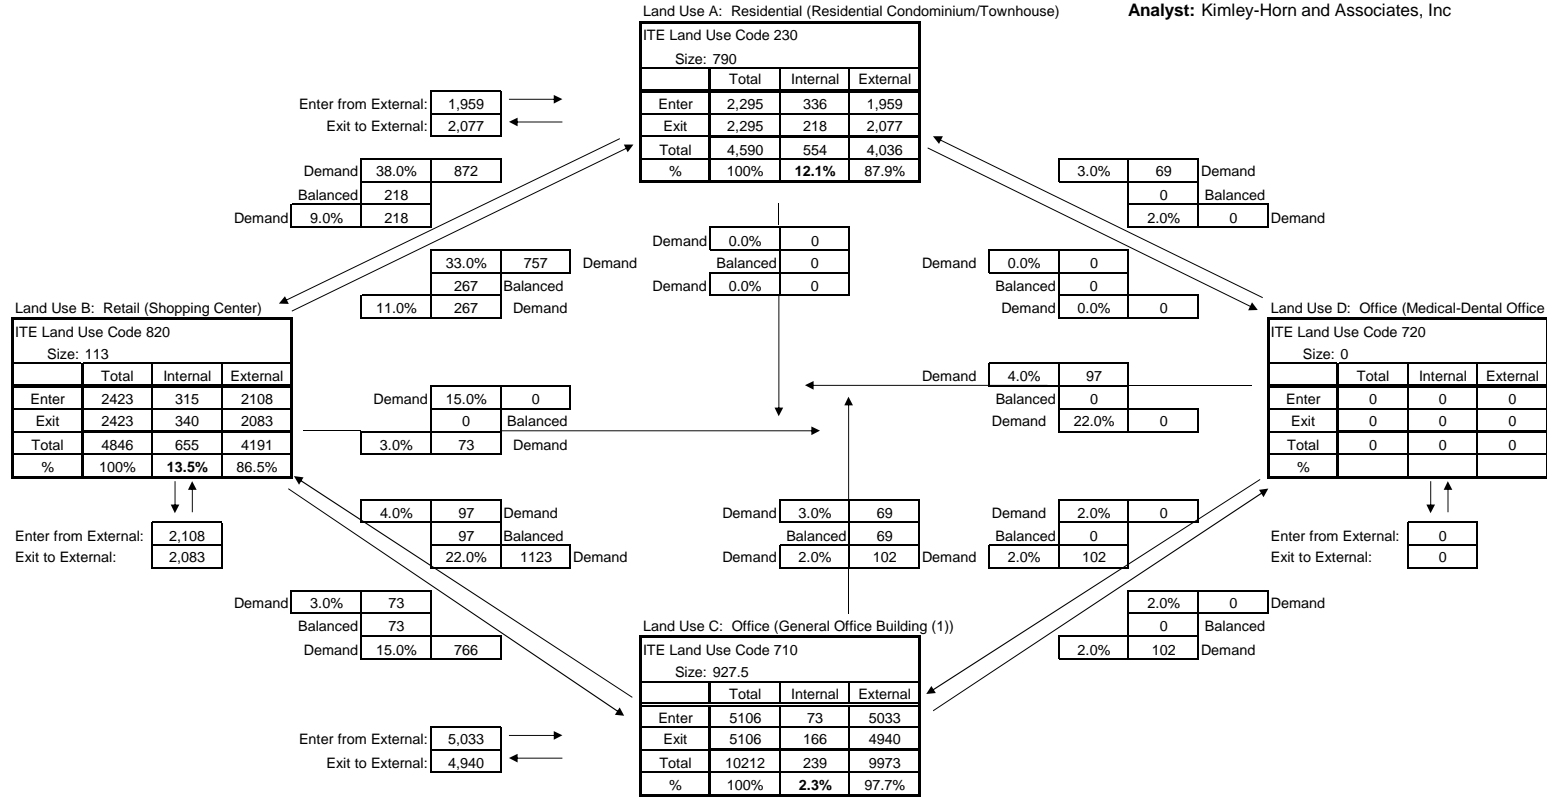 Land Use A: Residential (Residential Condominium/Townhouse)
Analyst: Kimley-Horn and Associates, Inc
ITE Land Use Code 230
Size: 790
Total Internal External
Enter from External: 1,959
Enter 2,295 336 1,959
Exit to External: 2,077
Exit 2,295 218 2,077
Total 4,590 554 4,036
% 100% 12.1% 87.9%
Demand 38.0% 872
Balanced 218
Demand 9.0% 218
3.0% 69 Demand
0 Balanced
2.0% 0 Demand
Demand 0.0% 0
Balanced 0
Demand 0.0% 0
33.0% 757 Demand
267 Balanced
11.0% 267 Demand
Demand 0.0% 0
Balanced 0
Demand 0.0% 0
Land Use B: Retail (Shopping Center)
ITE Land Use Code 820
Size: 113
Total Internal External
Enter 2423 315 2108
Exit 2423 340 2083
Total 4846 655 4191
% 100% 13.5% 86.5%
Land Use D: Office (Medical-Dental Office
ITE Land Use Code 720
Size: 0
Total Internal External
Enter 0 0 0
Exit 0 0 0
Total 0 0 0
%
Demand 4.0% 97
Balanced 0
Demand 22.0% 0
Demand 15.0% 0
0 Balanced
3.0% 73 Demand
Enter from External: 2,108
Exit to External: 2,083
4.0% 97 Demand
97 Balanced
22.0% 1123 Demand
Demand 3.0% 69
Balanced 69
Demand 2.0% 102
Demand 2.0% 0
Balanced 0
Demand 2.0% 102
Enter from External: 0
Exit to External: 0
Demand 3.0% 73
Balanced 73
Demand 15.0% 766
2.0% 0 Demand
0 Balanced
2.0% 102 Demand
Land Use C: Office (General Office Building (1))
ITE Land Use Code 710
Size: 927.5
Total Internal External
Enter 5106 73 5033
Exit 5106 166 4940
Total 10212 239 9973
% 100% 2.3% 97.7%
Enter from External: 5,033
Exit to External: 4,940